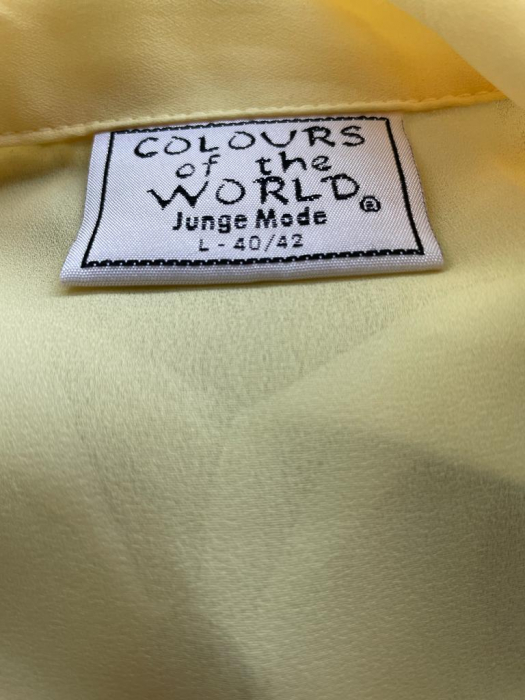 COLOURS
of the
WORLD®
Junge Mode
L - 40/42